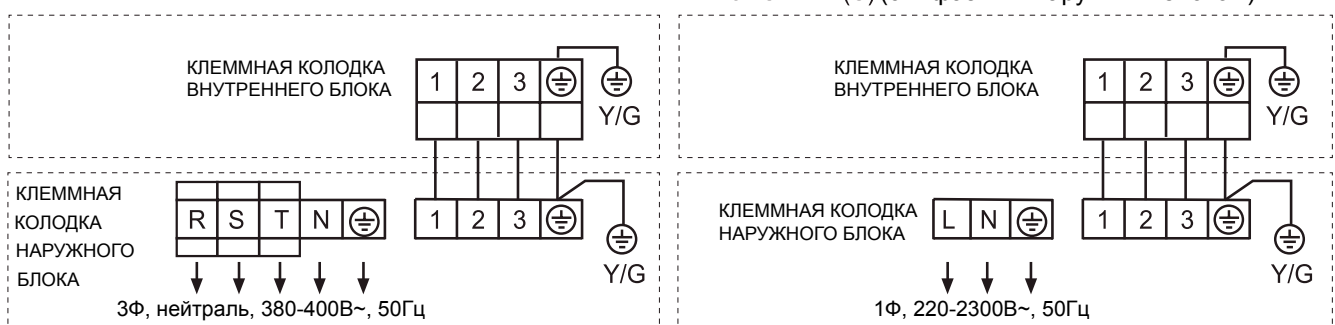 КЛЕММНАЯ КОЛОДКА
ВНУТРЕННЕГО БЛОКА
1 2 3
Y/G
КЛЕММНАЯ
КОЛОДКА
НАРУЖНОГО
БЛОКА
R S T N
1 2 3
Y/G
3Ф, нейтраль, 380-400В~, 50Гц
КЛЕММНАЯ КОЛОДКА
ВНУТРЕННЕГО БЛОКА
1 2 3
Y/G
КЛЕММНАЯ КОЛОДКА
НАРУЖНОГО БЛОКА
L N
1 2 3
Y/G
1Ф, 220-2300В~, 50Гц